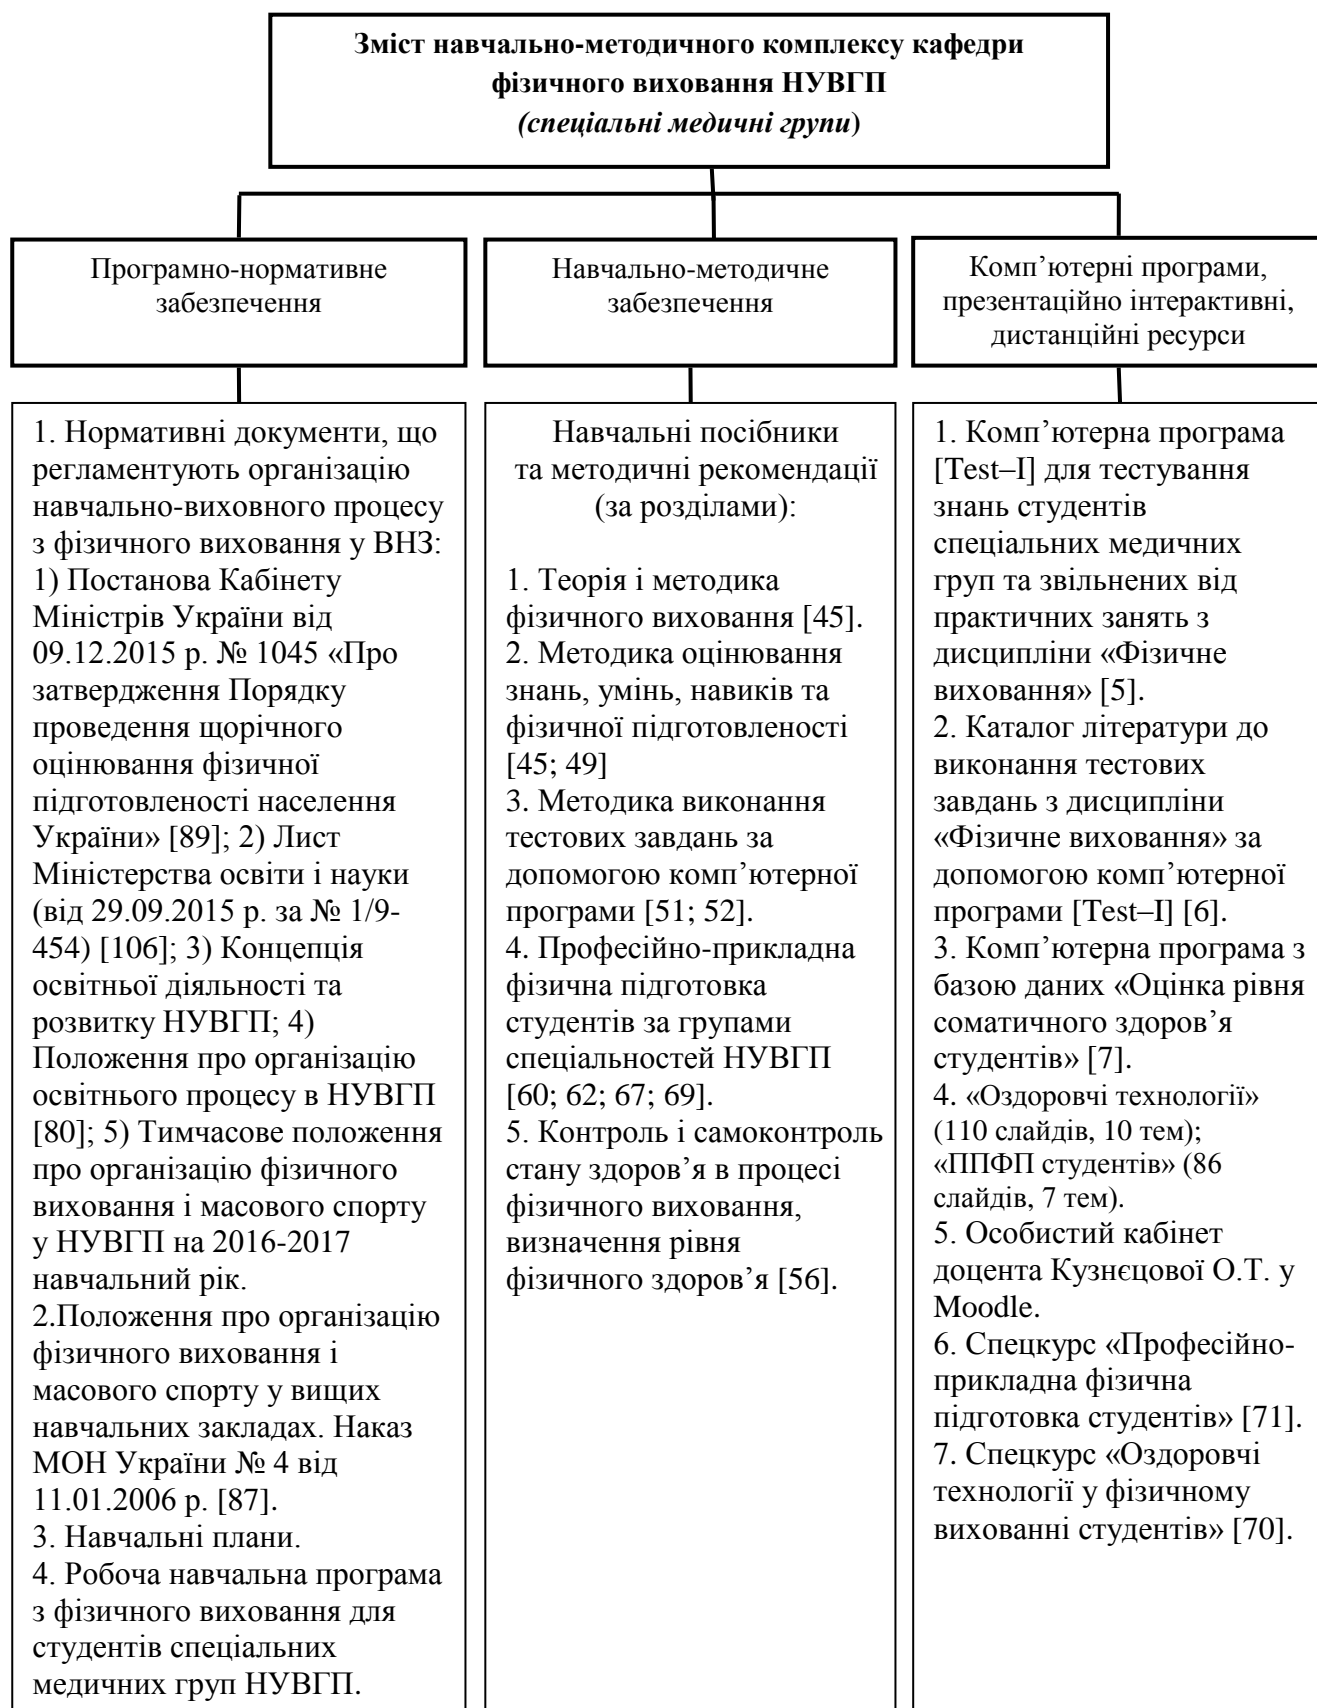 Зміст навчально-методичного комплексу кафедри
фізичного виховання НУВГП
(спеціальні медичні групи)
Програмно-нормативне
забезпечення
Навчально-методичне
забезпечення
Комп’ютерні програми,
презентаційно інтерактивні,
дистанційні ресурси
1. Нормативні документи, що
регламентують організацію
навчально-виховного процесу
з фізичного виховання у ВНЗ:
1) Постанова Кабінету
Міністрів України від
09.12.2015 р. № 1045 «Про
затвердження Порядку
проведення щорічного
оцінювання фізичної
підготовленості населення
України» [89]; 2) Лист
Міністерства освіти і науки
(від 29.09.2015 р. за № 1/9-
454) [106]; 3) Концепція
освітньої діяльності та
розвитку НУВГП; 4)
Положення про організацію
освітнього процесу в НУВГП
[80]; 5) Тимчасове положення
про організацію фізичного
виховання і масового спорту
у НУВГП на 2016-2017
навчальний рік.
2.Положення про організацію
фізичного виховання і
масового спорту у вищих
навчальних закладах. Наказ
МОН України № 4 від
11.01.2006 р. [87].
3. Навчальні плани.
4. Робоча навчальна програма
з фізичного виховання для
студентів спеціальних
медичних груп НУВГП.
Навчальні посібники
та методичні рекомендації
(за розділами):
1. Теорія і методика
фізичного виховання [45].
2. Методика оцінювання
знань, умінь, навиків та
фізичної підготовленості
[45; 49]
3. Методика виконання
тестових завдань за
допомогою комп’ютерної
програми [51; 52].
4. Професійно-прикладна
фізична підготовка
студентів за групами
спеціальностей НУВГП
[60; 62; 67; 69].
5. Контроль і самоконтроль
стану здоров’я в процесі
фізичного виховання,
визначення рівня
фізичного здоров’я [56].
1. Комп’ютерна програма
[Test–I] для тестування
знань студентів
спеціальних медичних
груп та звільнених від
практичних занять з
дисципліни «Фізичне
виховання» [5].
2. Каталог літератури до
виконання тестових
завдань з дисципліни
«Фізичне виховання» за
допомогою комп’ютерної
програми [Test–I] [6].
3. Комп’ютерна програма з
базою даних «Оцінка рівня
соматичного здоров’я
студентів» [7].
4. «Оздоровчі технології»
(110 слайдів, 10 тем);
«ППФП студентів» (86
слайдів, 7 тем).
5. Особистий кабінет
доцента Кузнєцової О.Т. у
Moodle.
6. Спецкурс «Професійно-
прикладна фізична
підготовка студентів» [71].
7. Спецкурс «Оздоровчі
технології у фізичному
вихованні студентів» [70].